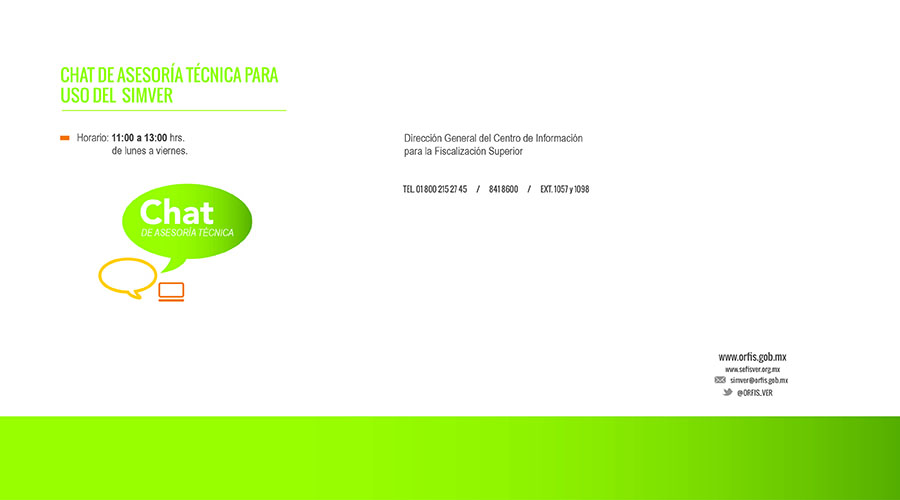 CHAT DE ASESORÍA TÉCNICA PARA
USO DEL SIMVER
Horario: 11:00 a 13:00 hrs.
de lunes a viernes.
Chat
DE ASESORÍA TÉCNICA
Dirección General del Centro de Información
para la Fiscalización Superior
TEL. 01 800 215 27 45 / 841 8600 / EXT. 1057 y 1098
www.orfis.gob.mx
www.sefisver.org.mx
simver@orfis.gob.mx
@ORFIS_VER